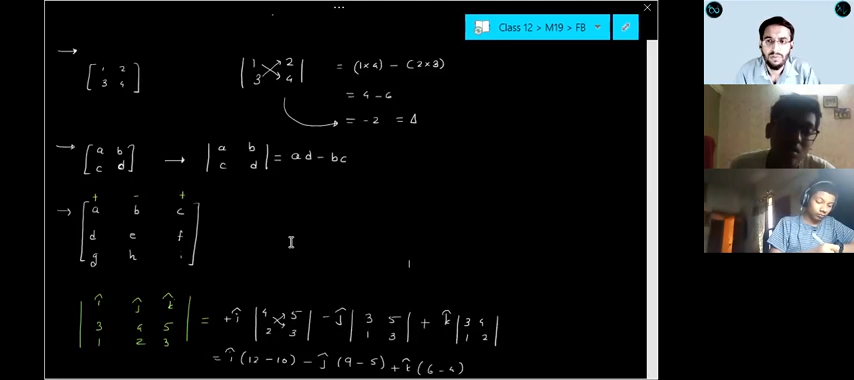 Class 12 > M19 > FB
→ [ 1 2
3 4 ]
| 1 2
3 4 | = (1×4) − (2×3)
= 4 − 6
= −2 = Δ
→ [ a b
c d ] → | a b
c d | = ad − bc
+ − +
→ [ a b c
d e f
g h i ]
| î ĵ k̂
3 4 5
1 2 3 | = +î | 4 5
2 3 | − ĵ | 3 5
1 3 | + k̂ | 3 4
1 2 |
= î (12 − 10) − ĵ (9 − 5) + k̂ (6 − 4)